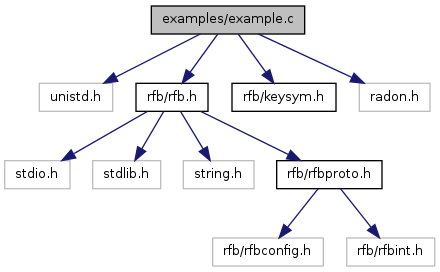 examples/example.c
unistd.h
rfb/rfb.h
rfb/keysym.h
radon.h
stdio.h
stdlib.h
string.h
rfb/rfbproto.h
rfb/rfbconfig.h
rfb/rfbint.h